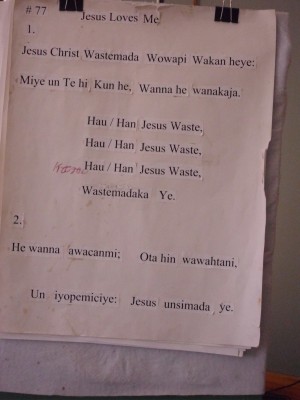 # 77 Jesus Loves Me
1.
Jesus Christ Wastemada Wowapi Wakan heye:
Miye un Te hi Kun he, Wanna he wanakaja.
Hau / Han Jesus Waste,
Hau / Han Jesus Waste,
Hau / Han Jesus Waste,
Wastemadaka Ye.
2.
He wanna awacanmi; Ota hin wawahtani,
Un iyopemiciye: Jesus unsimada ye.